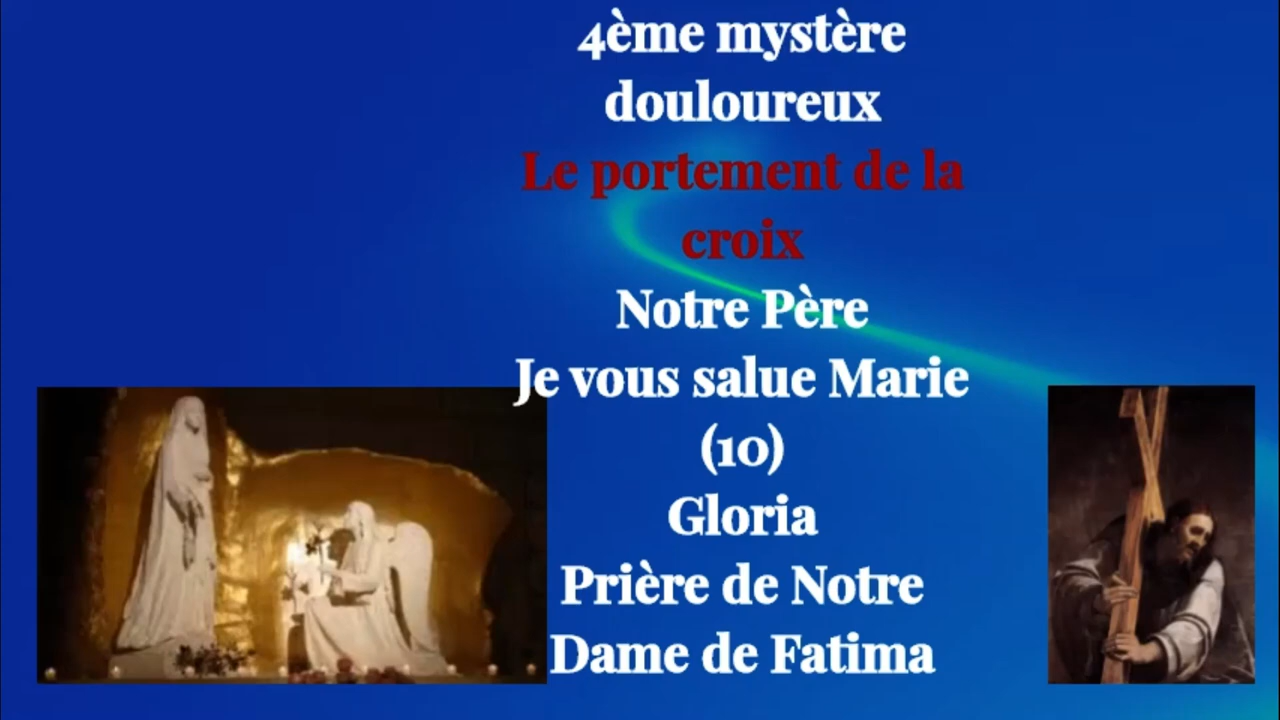 4ème mystère
douloureux
Le portement de la
croix
Notre Père
Je vous salue Marie
(10)
Gloria
Prière de Notre
Dame de Fatima